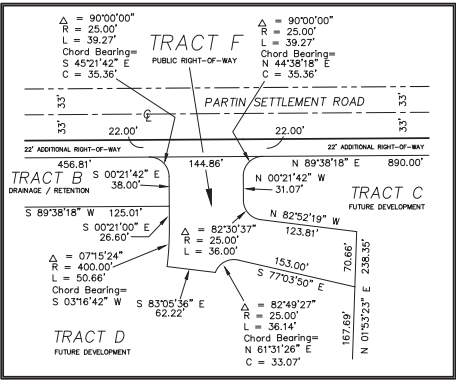 Δ = 90°00'00"
R = 25.00'
L = 39.27'
Chord Bearing=
S 45°21'42" E
C = 35.36'
TRACT F
PUBLIC RIGHT-OF-WAY
Δ = 90°00'00"
R = 25.00'
L = 39.27'
Chord Bearing=
N 44°38'18" E
C = 35.36'
33'
33'
PARTIN SETTLEMENT ROAD
℄
33'
33'
22.00'
22.00'
22' ADDITIONAL RIGHT-OF-WAY
22' ADDITIONAL RIGHT-OF-WAY
456.81'
144.86'
N 89°38'18" E
890.00'
TRACT B
DRAINAGE / RETENTION
S 00°21'42" E
38.00'
N 00°21'42" W
31.07'
TRACT C
FUTURE DEVELOPMENT
S 89°38'18" W
125.01'
N 82°52'19" W
123.81'
S 00°21'00" E
26.60'
Δ = 82°30'37"
R = 25.00'
L = 36.00'
Δ = 07°15'24"
R = 400.00'
L = 50.66'
Chord Bearing=
S 03°16'42" W
153.00'
S 77°03'50" E
70.66'
238.35'
S 83°05'36" E
62.22'
Δ = 82°49'27"
R = 25.00'
L = 36.14'
Chord Bearing=
N 61°31'26" E
C = 33.07'
167.69'
N 01°53'23" E
TRACT D
FUTURE DEVELOPMENT